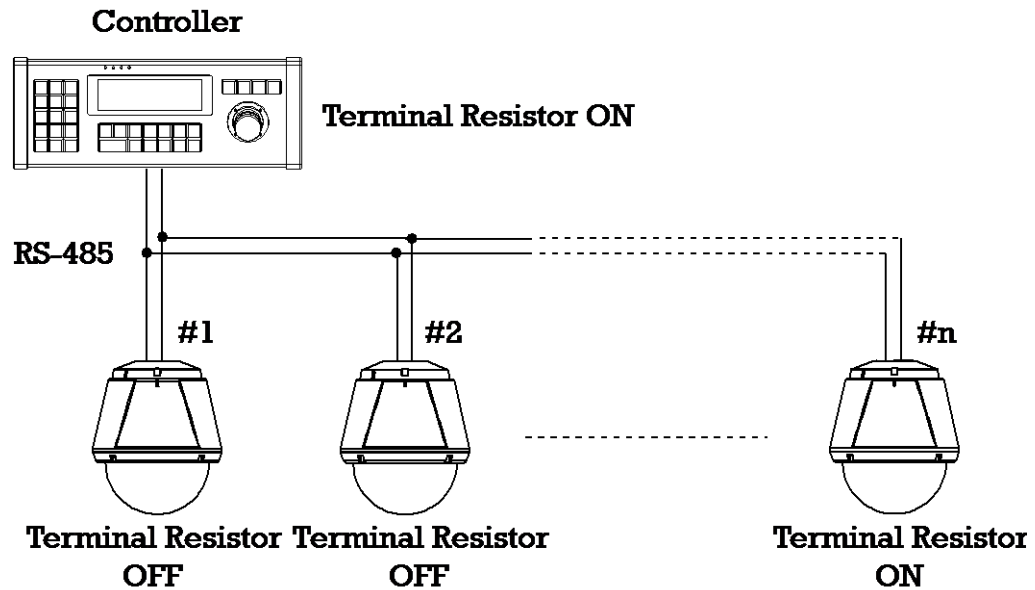 Controller
Terminal Resistor ON
RS-485
#1
#2
#n
Terminal Resistor
OFF
Terminal Resistor
OFF
Terminal Resistor
ON